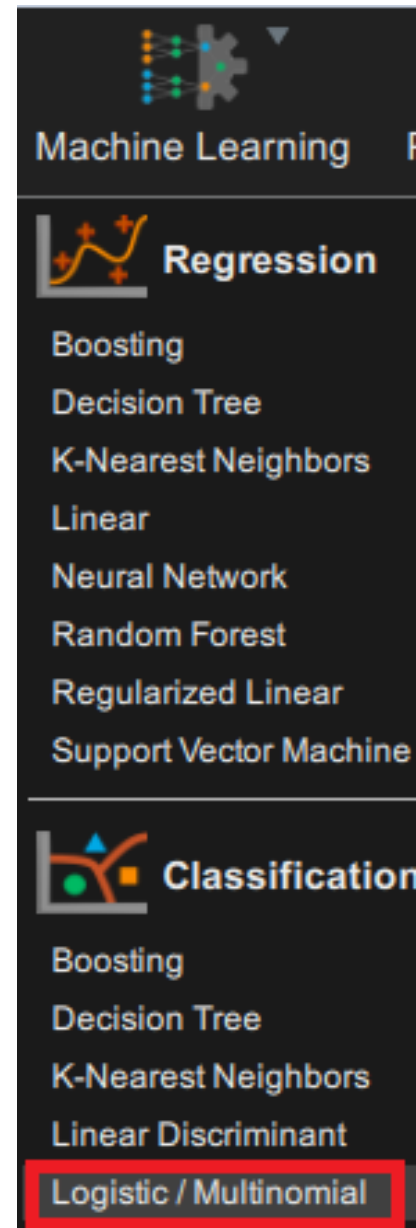 Machine Learning
Regression
Boosting
Decision Tree
K-Nearest Neighbors
Linear
Neural Network
Random Forest
Regularized Linear
Support Vector Machine
Classification
Boosting
Decision Tree
K-Nearest Neighbors
Linear Discriminant
Logistic / Multinomial